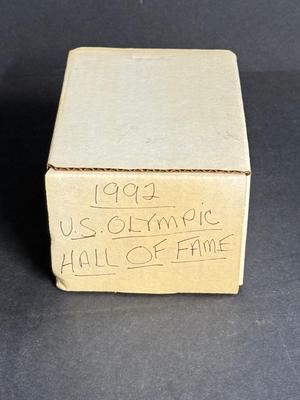 1992
U.S. OLYMPIC
HALL OF FAME